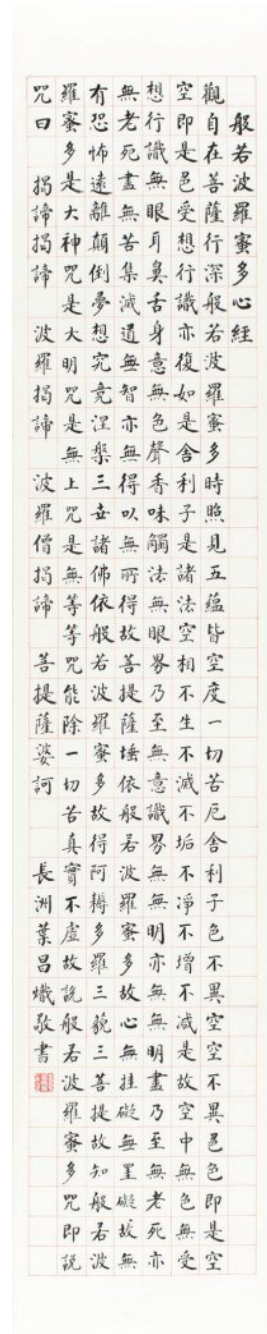 般若波羅蜜多心經
觀自在菩薩行深般若波羅蜜多時照見五蘊皆空度一切苦厄舍利子色不異空空不異色色即是空
空即是色受想行識亦復如是舍利子是諸法空相不生不滅不垢不淨不增不減是故空中無色無受
想行識無眼耳鼻舌身意無色聲香味觸法無眼界乃至無意識界無無明亦無無明盡乃至無老死亦
無老死盡無苦集滅道無智亦無得以無所得故菩提薩埵依般若波羅蜜多故心無挂礙無罣礙故無
有恐怖遠離顛倒夢想究竟涅槃三世諸佛依般若波羅蜜多故得阿耨多羅三藐三菩提故知般若波
羅蜜多是大神咒是大明咒是無上咒是無等等咒能除一切苦真實不虛故說般若波羅蜜多咒即說
咒曰 揭諦揭諦 波羅揭諦 波羅僧揭諦 菩提薩婆訶 長洲葉昌熾敬書